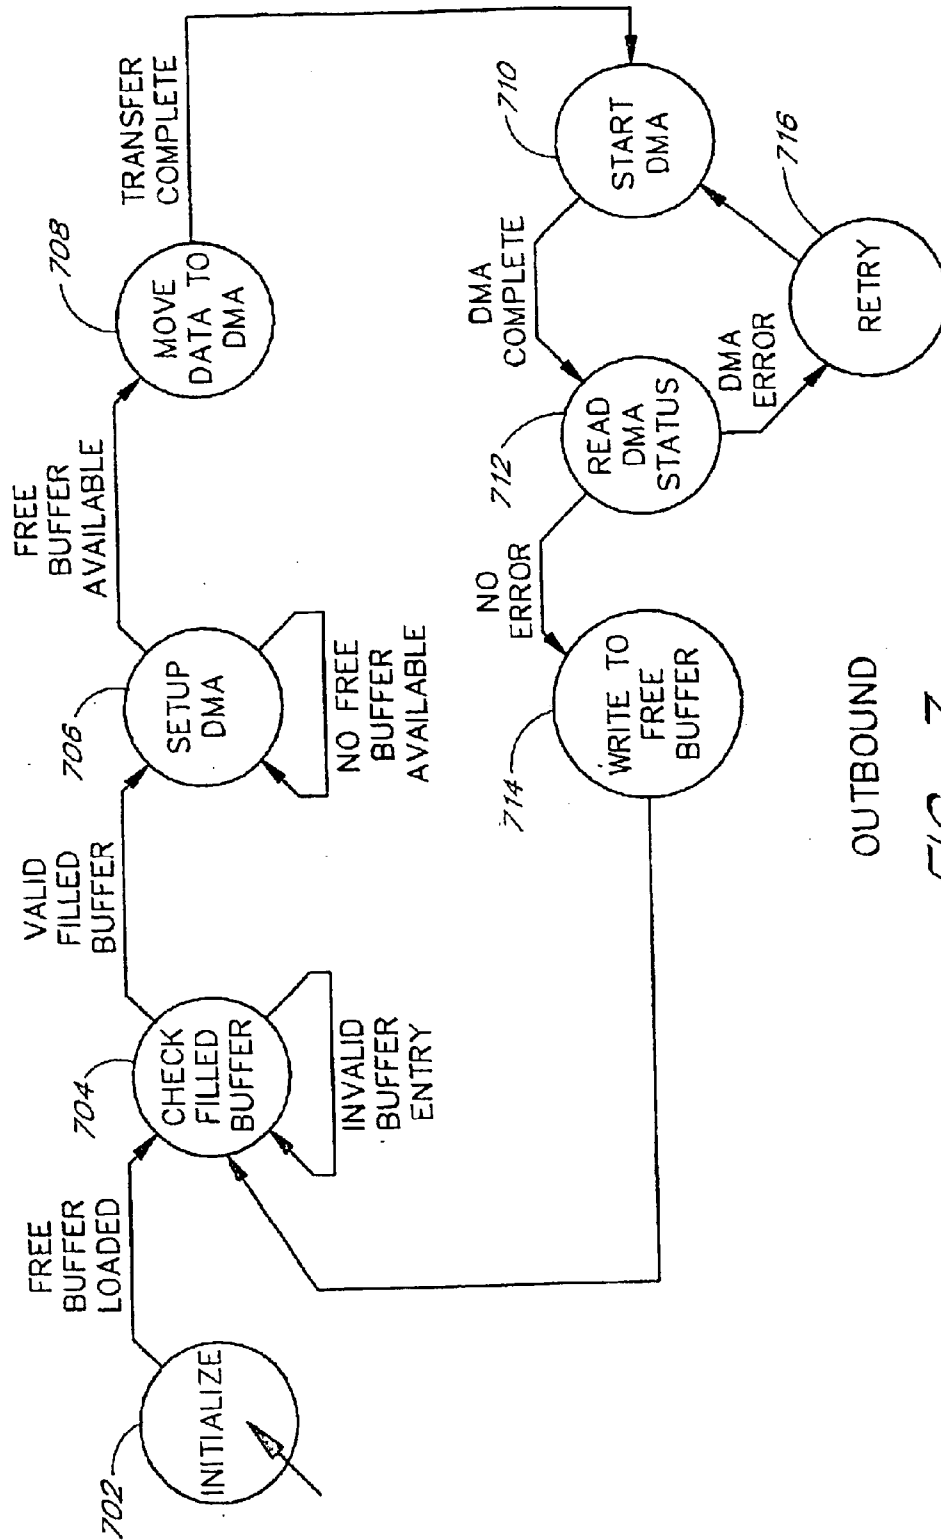 702
INITIALIZE
FREE
BUFFER
LOADED
704
CHECK
FILLED
BUFFER
INVALID
BUFFER
ENTRY
VALID
FILLED
BUFFER
706
SETUP
DMA
NO FREE
BUFFER
AVAILABLE
FREE
BUFFER
AVAILABLE
708
MOVE
DATA TO
DMA
TRANSFER
COMPLETE
710
START
DMA
DMA
COMPLETE
712
READ
DMA
STATUS
DMA
ERROR
716
RETRY
NO
ERROR
714
WRITE TO
FREE
BUFFER
OUTBOUND